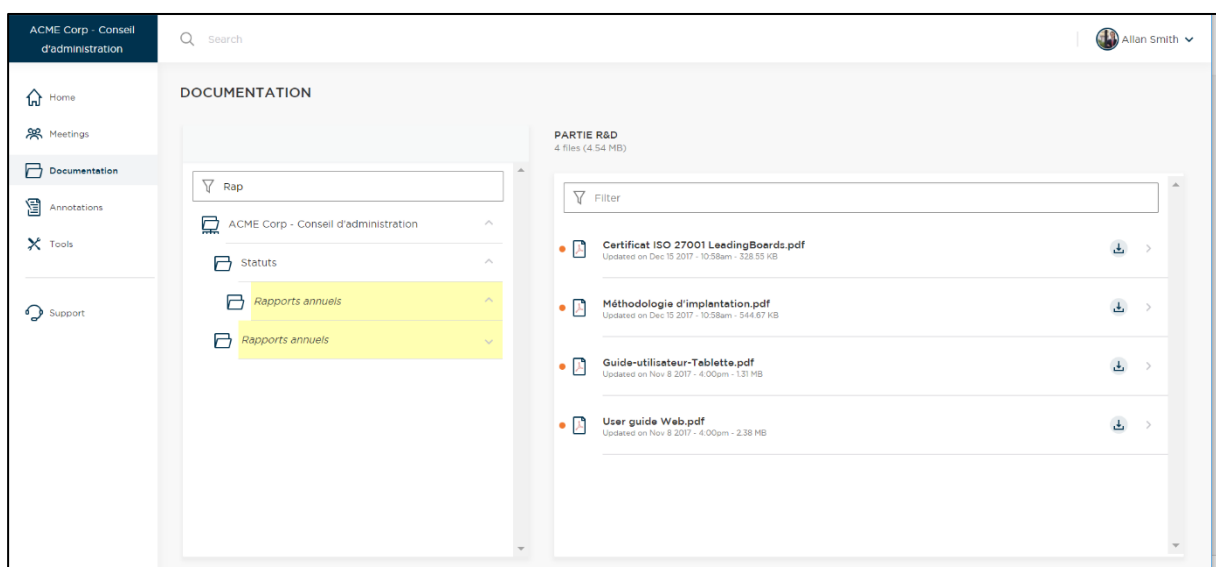 ACME Corp - Conseil
d'administration
Search
Allan Smith
Home
Meetings
Documentation
Annotations
Tools
Support
DOCUMENTATION
Rap
ACME Corp - Conseil d'administration
Statuts
Rapports annuels
Rapports annuels
PARTIE R&D
4 files (4.54 MB)
Filter
Certificat ISO 27001 LeadingBoards.pdf
Updated on Dec 15 2017 - 10:58am - 328.55 KB
Méthodologie d'implantation.pdf
Updated on Dec 15 2017 - 10:58am - 544.67 KB
Guide-utilisateur-Tablette.pdf
Updated on Nov 8 2017 - 4:00pm - 1.31 MB
User guide Web.pdf
Updated on Nov 8 2017 - 4:00pm - 2.38 MB